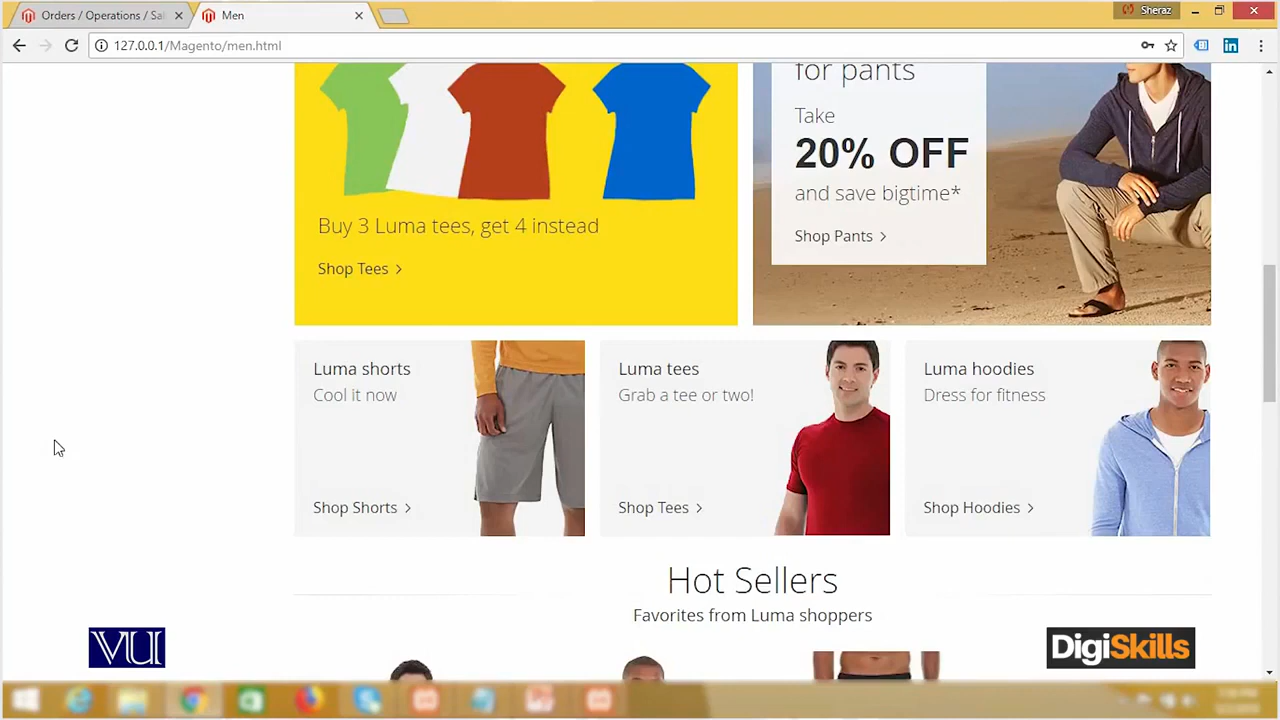 Orders / Operations / Sal
Men
Sheraz
127.0.0.1/Magento/men.html
in
for pants
Take
20% OFF
and save bigtime*
Shop Pants >
Buy 3 Luma tees, get 4 instead
Shop Tees >
Luma shorts
Cool it now
Shop Shorts >
Luma tees
Grab a tee or two!
Shop Tees >
Luma hoodies
Dress for fitness
Shop Hoodies >
Hot Sellers
Favorites from Luma shoppers
VU
DigiSkills